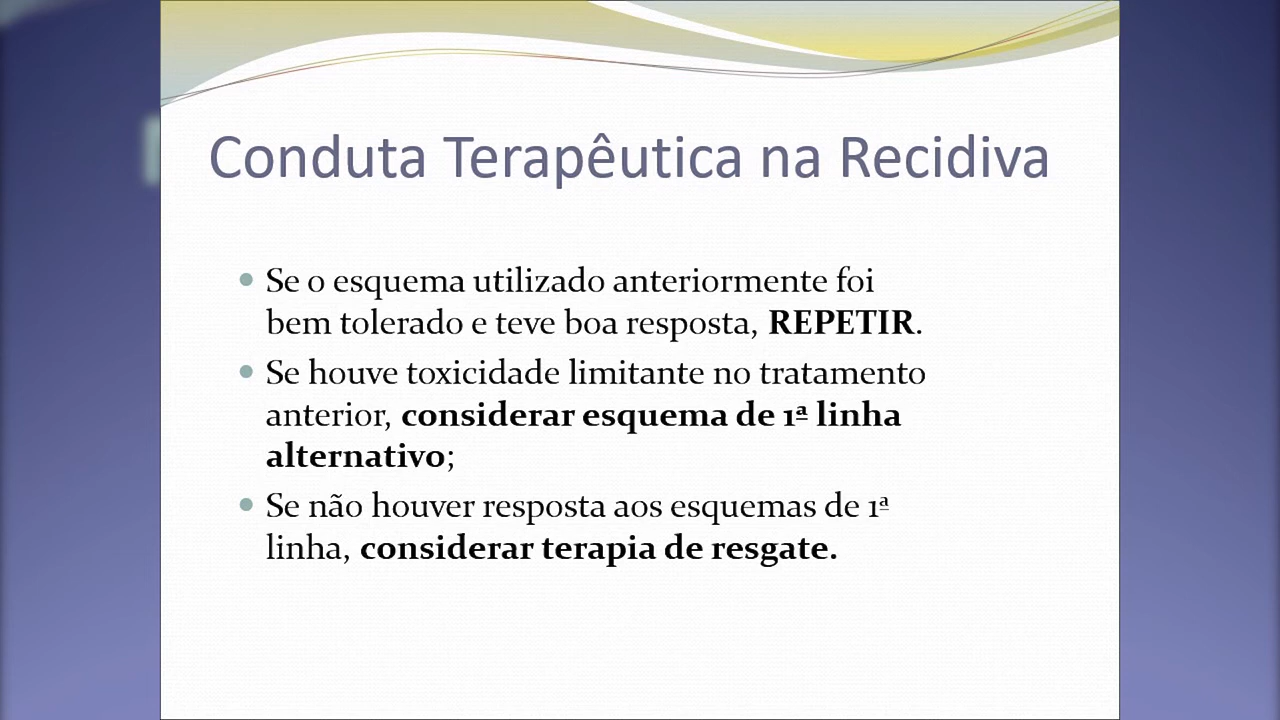 Conduta Terapêutica na Recidiva
• Se o esquema utilizado anteriormente foi
bem tolerado e teve boa resposta, REPETIR.
• Se houve toxicidade limitante no tratamento
anterior, considerar esquema de 1ª linha
alternativo;
• Se não houver resposta aos esquemas de 1ª
linha, considerar terapia de resgate.